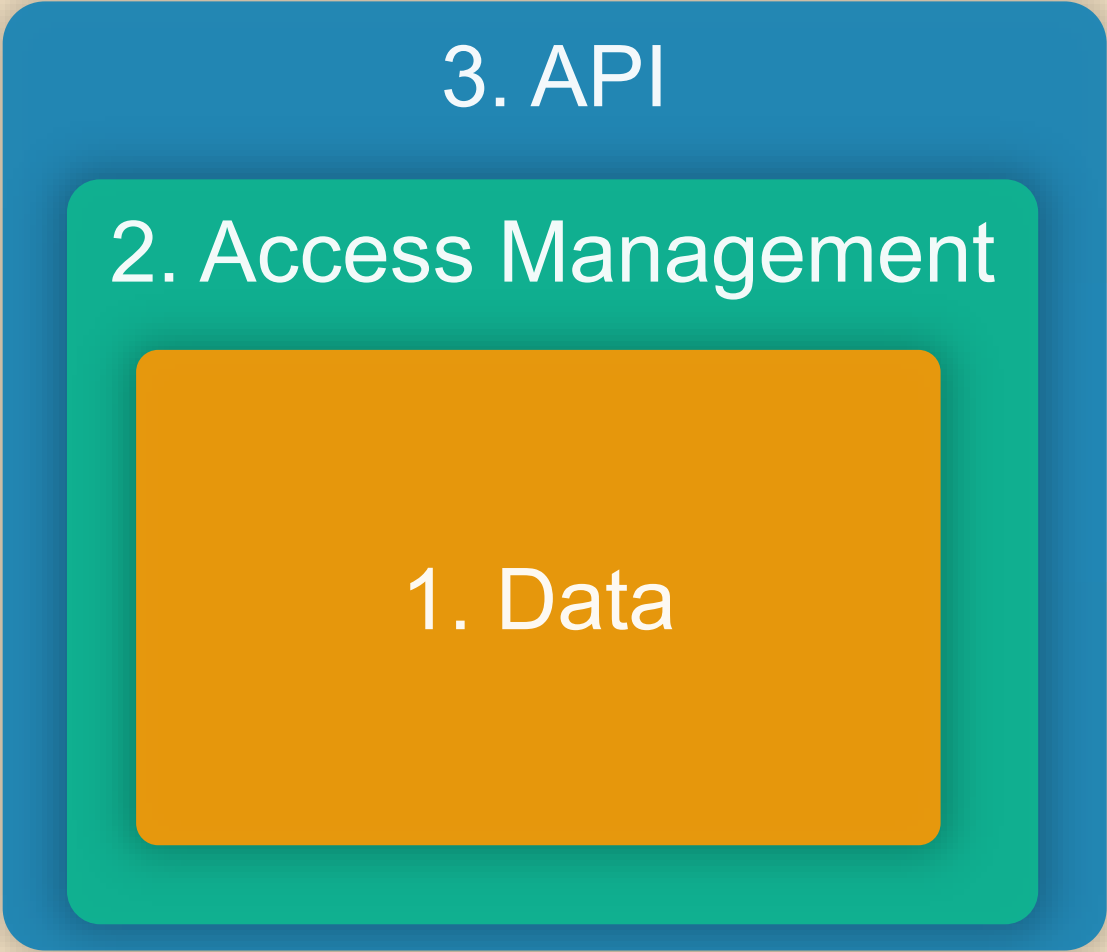 3. API
2. Access Management
1. Data